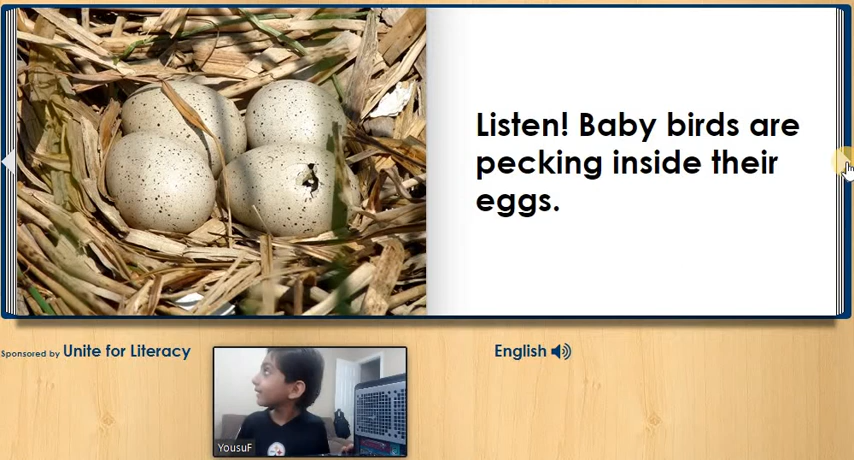 Listen! Baby birds are
pecking inside their
eggs.
Sponsored by Unite for Literacy
English
YousuF